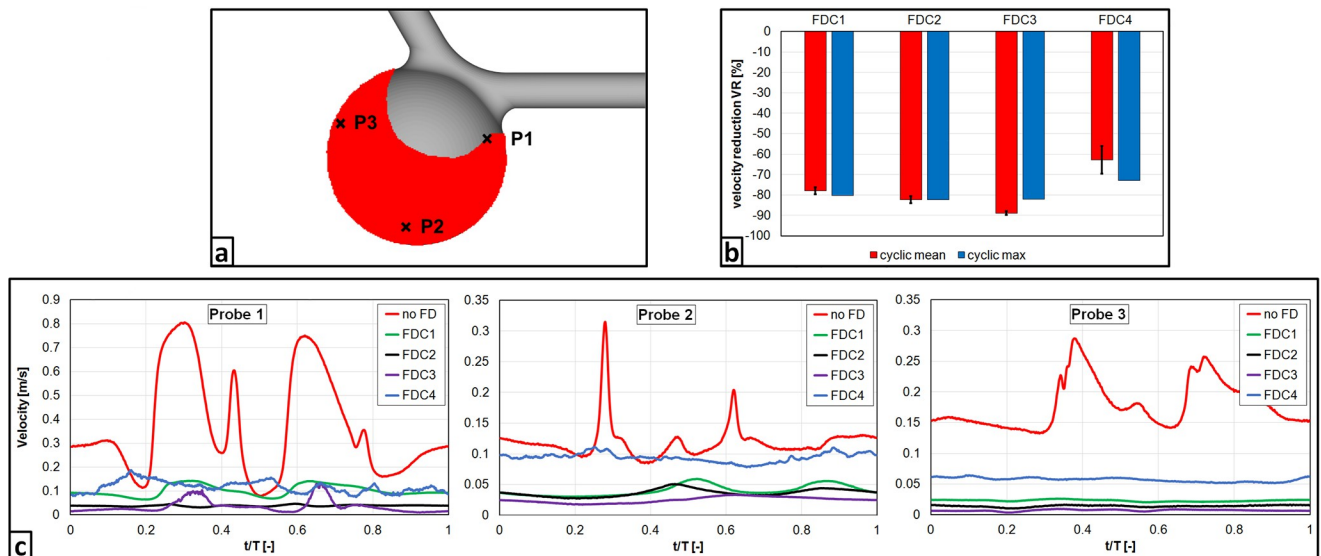 P3
P1
P2
a
FDC1 FDC2 FDC3 FDC4
0
-10
-20
-30
-40
-50
-60
-70
-80
-90
-100
velocity reduction VR [%]
cyclic mean cyclic max
b
Probe 1
Velocity [m/s]
0.9
0.8
0.7
0.6
0.5
0.4
0.3
0.2
0.1
0
0 0.2 0.4 0.6 0.8 1
t/T [-]
no FD
FDC1
FDC2
FDC3
FDC4
Probe 2
0.35
0.3
0.25
0.2
0.15
0.1
0.05
0
0 0.2 0.4 0.6 0.8 1
t/T [-]
no FD
FDC1
FDC2
FDC3
FDC4
Probe 3
0.35
0.3
0.25
0.2
0.15
0.1
0.05
0
0 0.2 0.4 0.6 0.8 1
t/T [-]
no FD
FDC1
FDC2
FDC3
FDC4
c